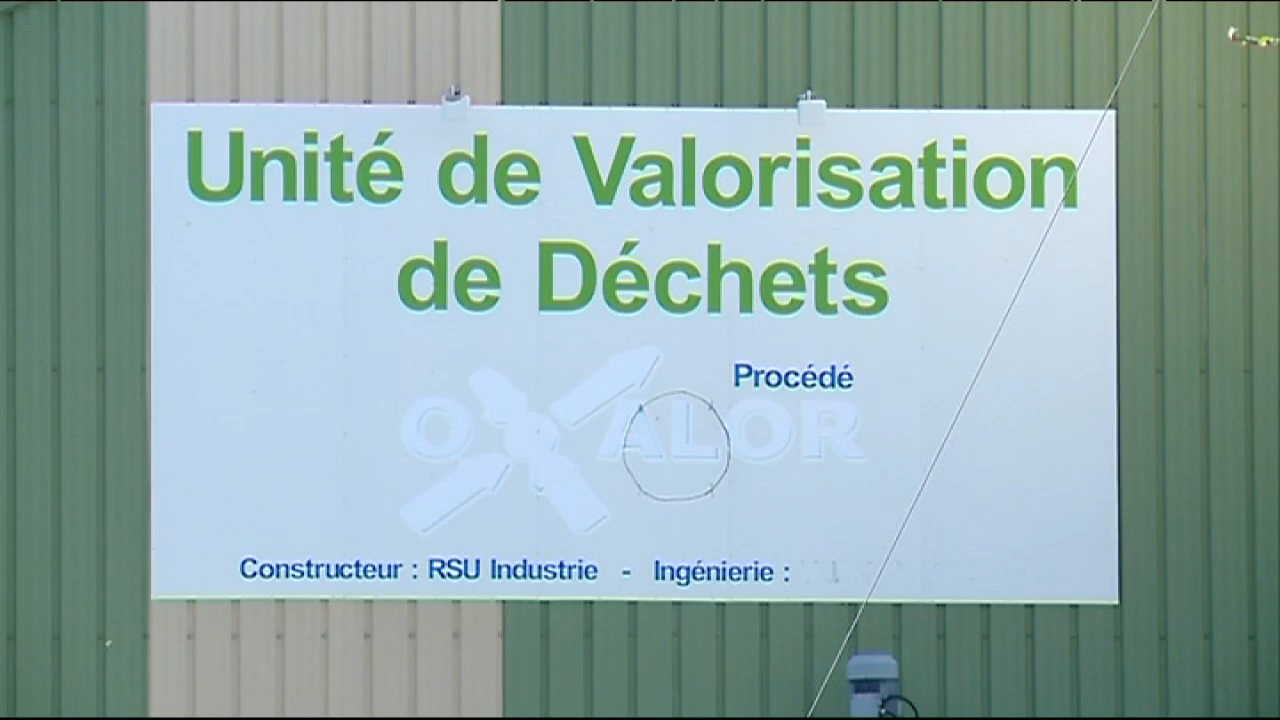 Unité de Valorisation
de Déchets
Procédé
OXALOR
Constructeur : RSU Industrie - Ingénierie :